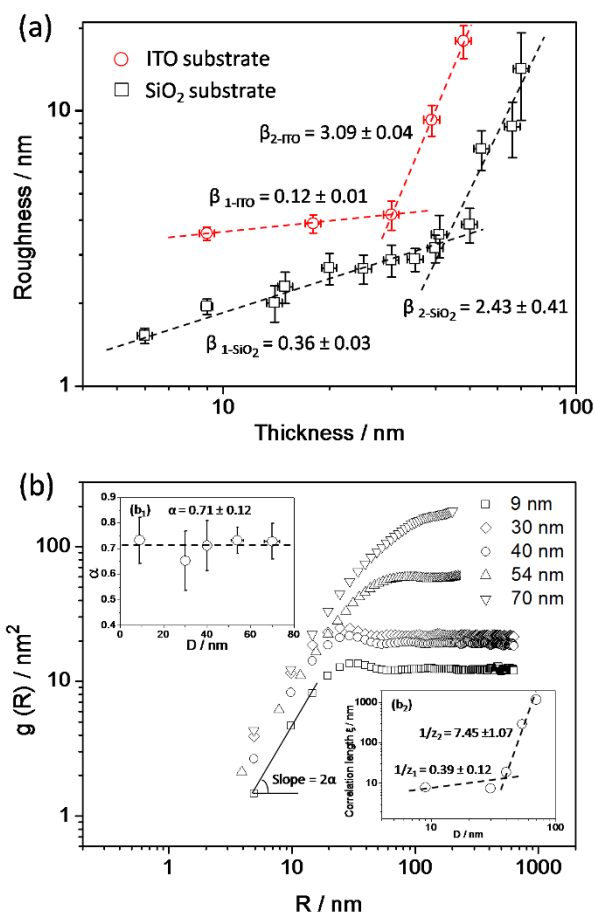 (a)
ITO substrate
SiO₂ substrate
β₂₋ITO = 3.09 ± 0.04
β ₁₋ITO = 0.12 ± 0.01
β ₂₋SiO₂ = 2.43 ± 0.41
β ₁₋SiO₂ = 0.36 ± 0.03
Roughness / nm
10
1
10
100
Thickness / nm
(b)
(b₁)
α = 0.71 ± 0.12
α
0.9
0.8
0.7
0.6
0.5
0.4
0 20 40 60 80
D / nm
9 nm
30 nm
40 nm
54 nm
70 nm
g (R) / nm²
100
10
1
Slope = 2α
(b₂)
Correlation length ξ / nm
1000
100
10
1/z₂ = 7.45 ±1.07
1/z₁ = 0.39 ± 0.12
10
100
D / nm
1 10 100 1000
R / nm